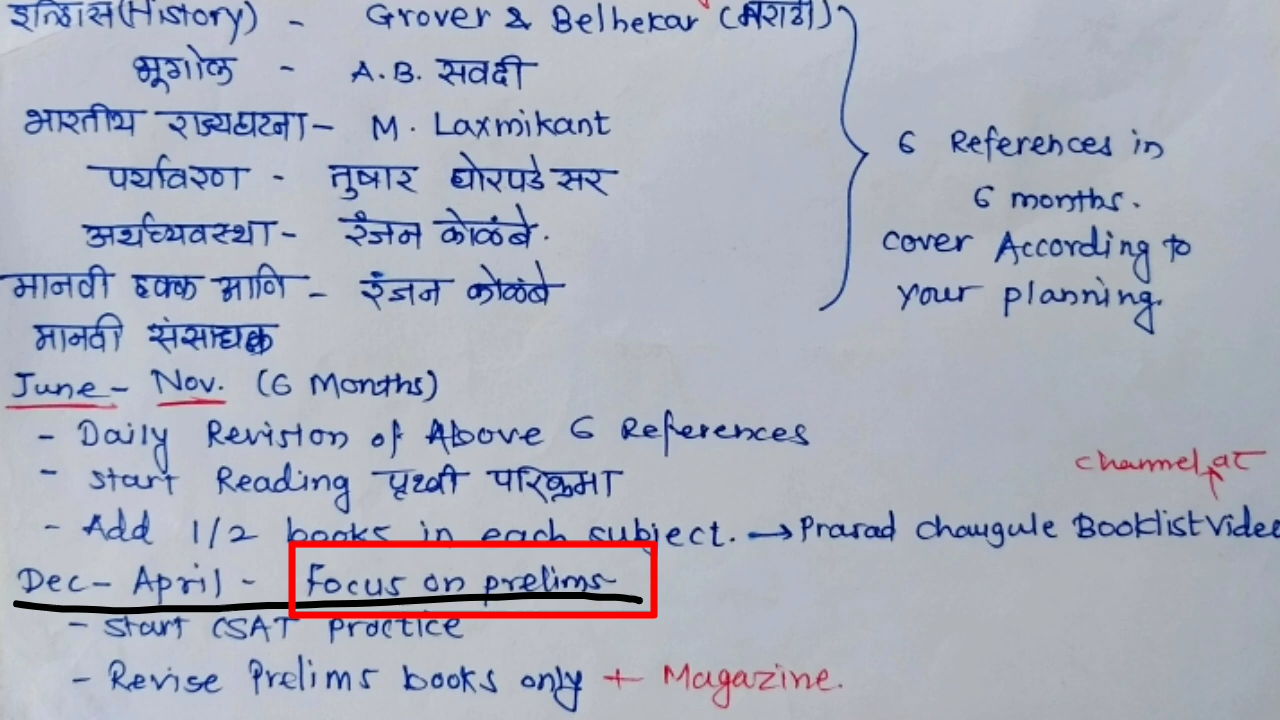 इतिहास (History) - Grover & Belhekar (मराठी)
भूगोल - A.B. सवदी
भारतीय राज्यघटना - M. Laxmikant
पर्यावरण - तुषार घोरपडे सर
अर्थव्यवस्था - रंजन कोळंबे.
मानवी हक्क आणि - रंजन कोळंबे
मानवी संसाधन
6 References in
6 months.
cover According to
your planning.
June - Nov. (6 Months)
- Daily Revision of Above 6 References
- Start Reading पृथ्वी परिक्रमा
channel at
- Add 1/2 books in each subject. → Prasad Chaugule Booklist Video
Dec - April - Focus on prelims
- Start CSAT Practice
- Revise Prelims books only + Magazine.